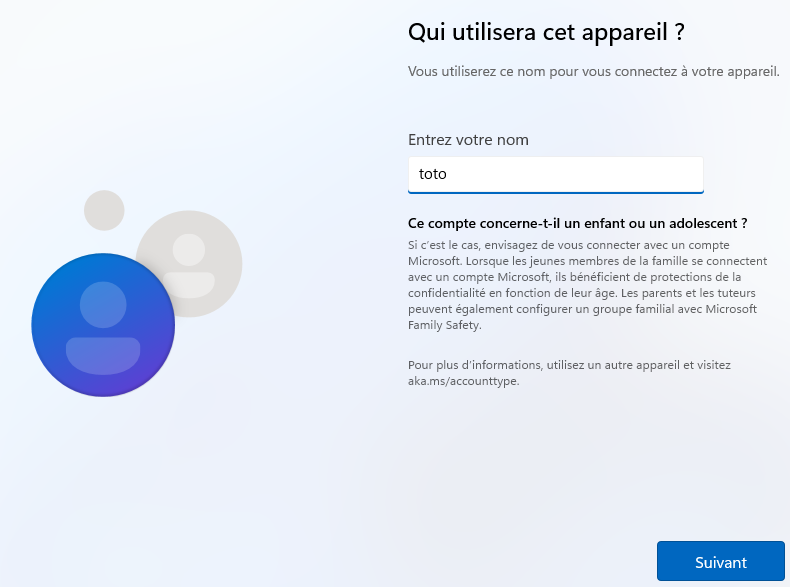 Qui utilisera cet appareil ?
Vous utiliserez ce nom pour vous connectez à votre appareil.
Entrez votre nom
toto
Ce compte concerne-t-il un enfant ou un adolescent ?
Si c’est le cas, envisagez de vous connecter avec un compte
Microsoft. Lorsque les jeunes membres de la famille se connectent
avec un compte Microsoft, ils bénéficient de protections de la
confidentialité en fonction de leur âge. Les parents et les tuteurs
peuvent également configurer un groupe familial avec Microsoft
Family Safety.
Pour plus d’informations, utilisez un autre appareil et visitez
aka.ms/accounttype.
Suivant